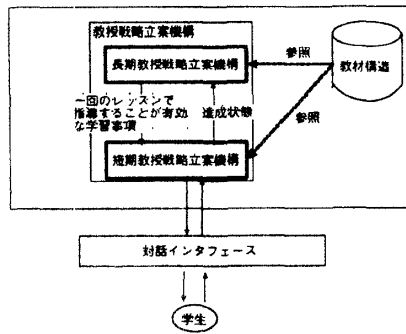 教授戦略立案機構
長期教授戦略立案機構
参照
教材構造
一回のレッスンで
指導することが有効
な学習事項
達成状態
参照
短期教授戦略立案機構
対話インタフェース
学生